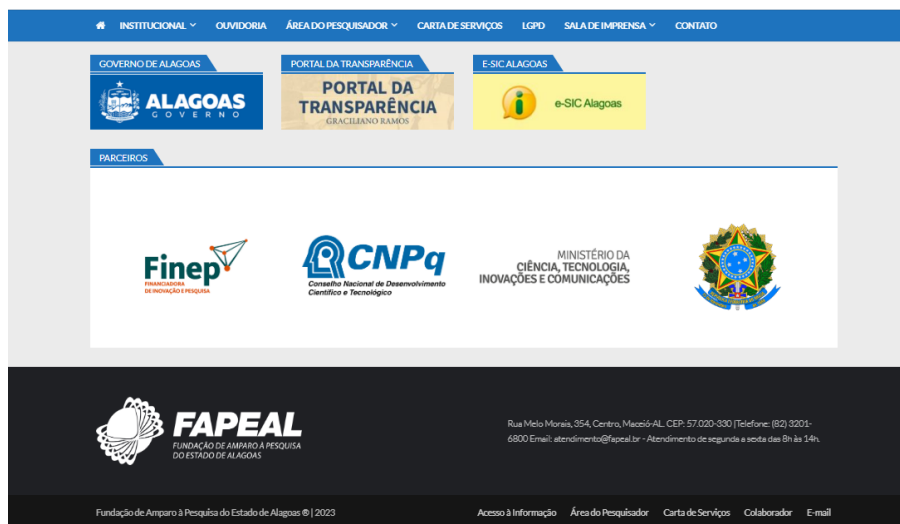 INSTITUCIONAL OUVIDORIA ÁREA DO PESQUISADOR CARTA DE SERVIÇOS LGPD SALA DE IMPRENSA CONTATO
GOVERNO DE ALAGOAS
PORTAL DA TRANSPARÊNCIA
E-SIC ALAGOAS
ALAGOAS
GOVERNO
PORTAL DA
TRANSPARÊNCIA
GRACILIANO RAMOS
i
e-SIC Alagoas
PARCEIROS
Finep
FINANCIADORA
DE INOVAÇÃO E PESQUISA
CNPq
Conselho Nacional de Desenvolvimento
Científico e Tecnológico
MINISTÉRIO DA
CIÊNCIA, TECNOLOGIA,
INOVAÇÕES E COMUNICAÇÕES
FAPEAL
FUNDAÇÃO DE AMPARO À PESQUISA
DO ESTADO DE ALAGOAS
Rua Melo Morais, 354, Centro, Maceió-AL. CEP: 57.020-330 |Telefone: (82) 3201-
6800 Email: atendimento@fapeal.br - Atendimento de segunda a sexta das 8h às 14h.
Fundação de Amparo à Pesquisa do Estado de Alagoas ® | 2023
Acesso à Informação Área do Pesquisador Carta de Serviços Colaborador E-mail